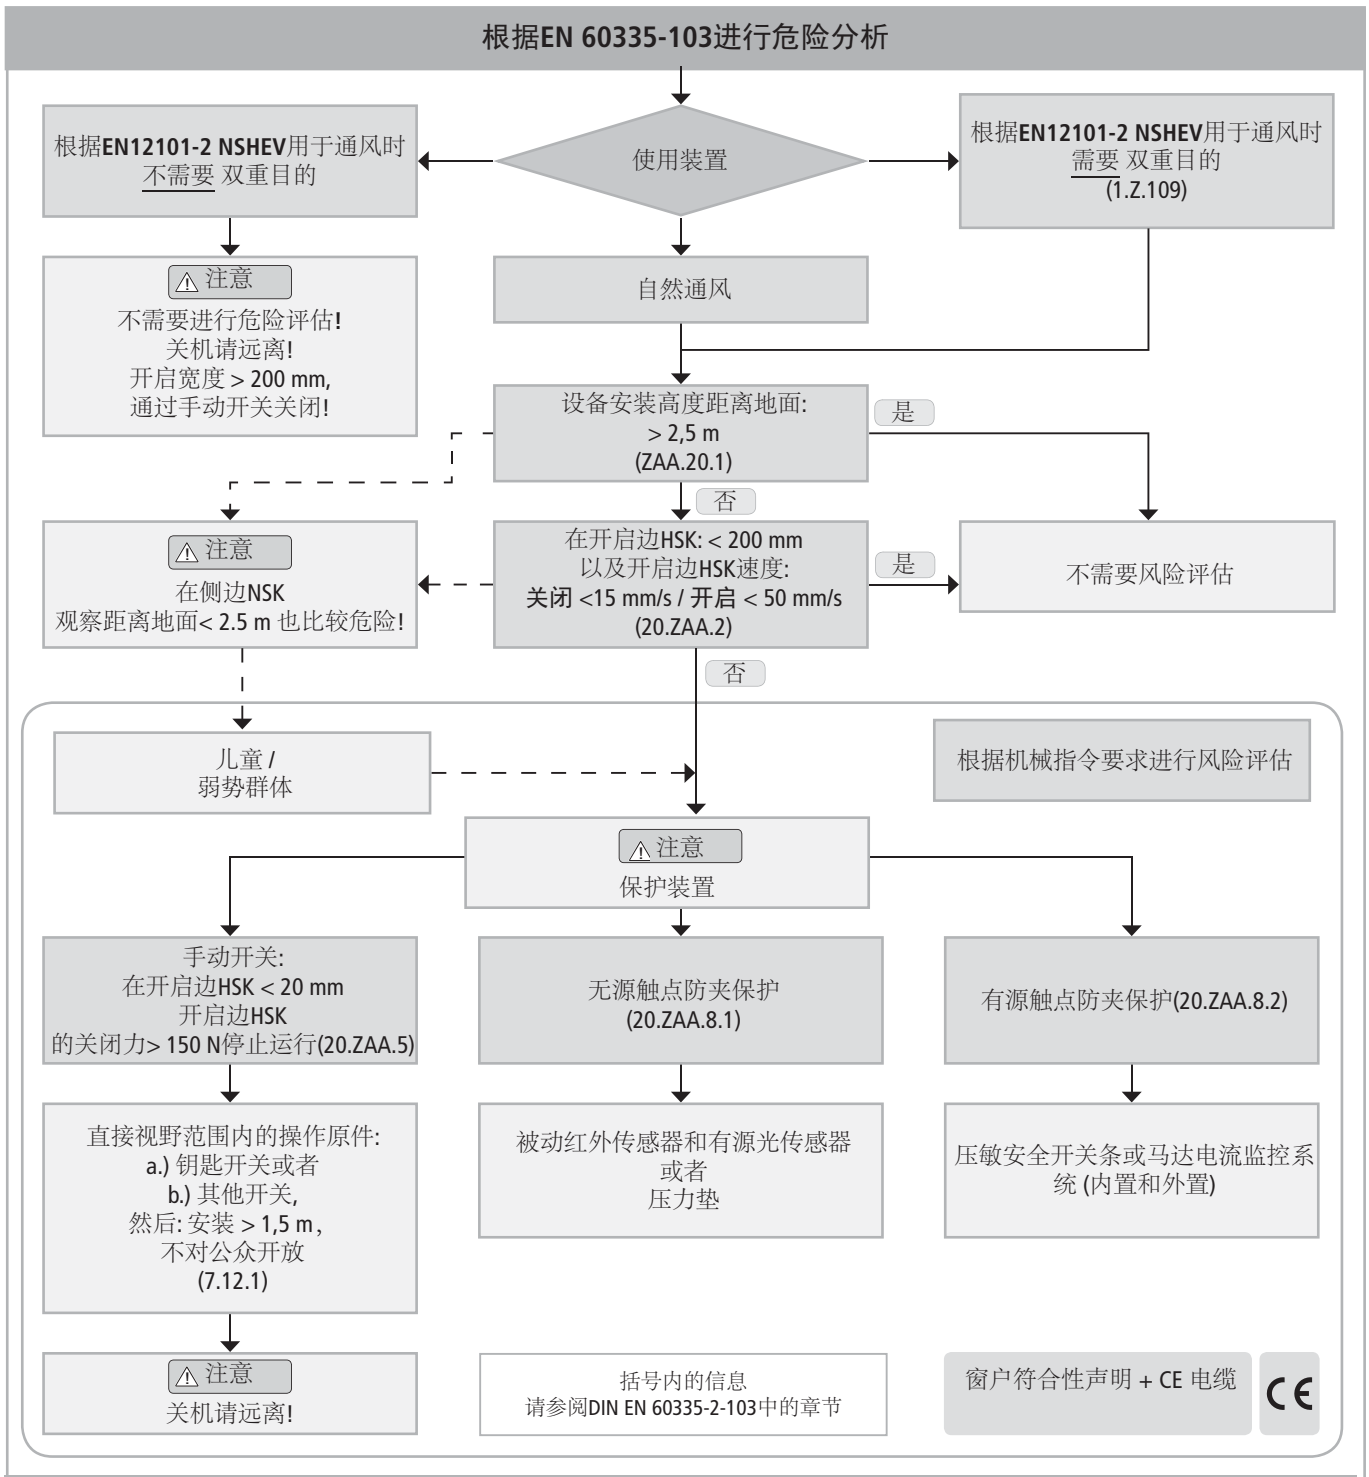 根据EN 60335-103进行危险分析
根据EN12101-2 NSHEV用于通风时
不需要 双重目的
使用装置
根据EN12101-2 NSHEV用于通风时
需要 双重目的
(1.Z.109)
注意
不需要进行危险评估!
关机请远离!
开启宽度 > 200 mm,
通过手动开关关闭!
自然通风
设备安装高度距离地面:
> 2,5 m
(ZAA.20.1)
是
否
注意
在侧边NSK
观察距离地面< 2.5 m 也比较危险!
在开启边HSK: < 200 mm
以及开启边HSK速度:
关闭 <15 mm/s / 开启 < 50 mm/s
(20.ZAA.2)
是
不需要风险评估
否
儿童 /
弱势群体
根据机械指令要求进行风险评估
注意
保护装置
手动开关:
在开启边HSK < 20 mm
开启边HSK
的关闭力> 150 N停止运行(20.ZAA.5)
无源触点防夹保护
(20.ZAA.8.1)
有源触点防夹保护(20.ZAA.8.2)
直接视野范围内的操作原件:
a.) 钥匙开关或者
b.) 其他开关,
然后: 安装 > 1,5 m ,
不对公众开放
(7.12.1)
被动红外传感器和有源光传感器
或者
压力垫
压敏安全开关条或马达电流监控系
统 (内置和外置)
注意
关机请远离!
括号内的信息
请参阅DIN EN 60335-2-103中的章节
窗户符合性声明 + CE 电缆
CE